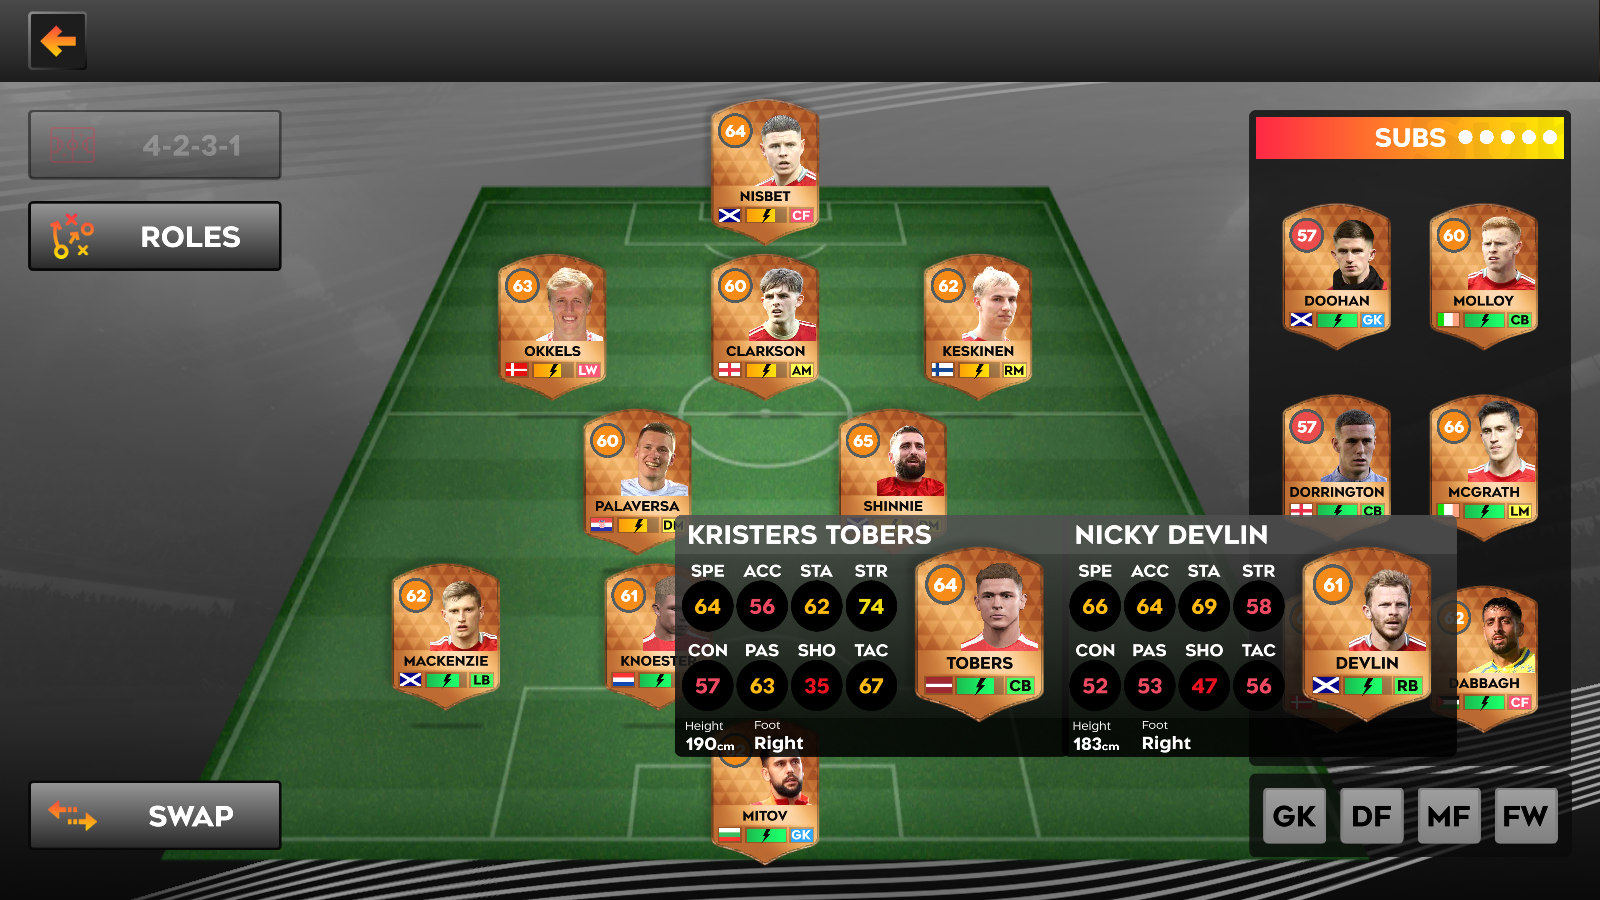 4-2-3-1
ROLES
SWAP
64
NISBET
CF
63
OKKELS
LW
60
CLARKSON
AM
62
KESKINEN
RM
60
PALAVERSA
DM
65
SHINNIE
62
MACKENZIE
LB
61
KNOESTER
MITOV
GK
KRISTERS TOBERS
SPE ACC STA STR
64 56 62 74
CON PAS SHO TAC
57 63 35 67
Height Foot
190cm Right
64
TOBERS
CB
NICKY DEVLIN
SPE ACC STA STR
66 64 69 58
CON PAS SHO TAC
52 53 47 56
Height Foot
183cm Right
61
DEVLIN
RB
SUBS
57
DOOHAN
GK
60
MOLLOY
CB
57
DORRINGTON
CB
66
MCGRATH
LM
DABBAGH
CF
GK DF MF FW